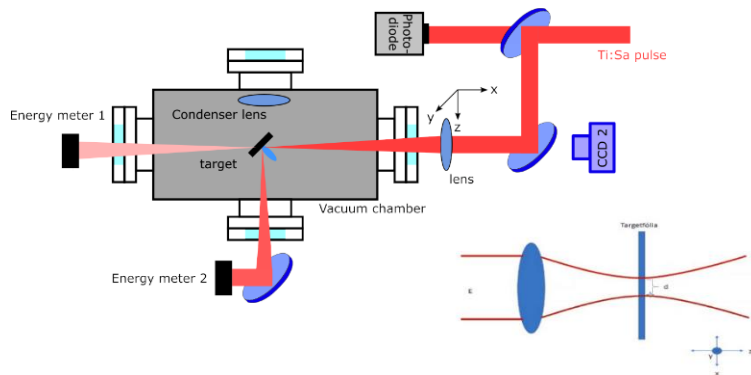 Photo-
diode
Ti:Sa pulse
Energy meter 1
Condenser lens
x
y
z
target
lens
CCD 2
Vacuum chamber
Energy meter 2
Targetfólia
E
d
Y
x